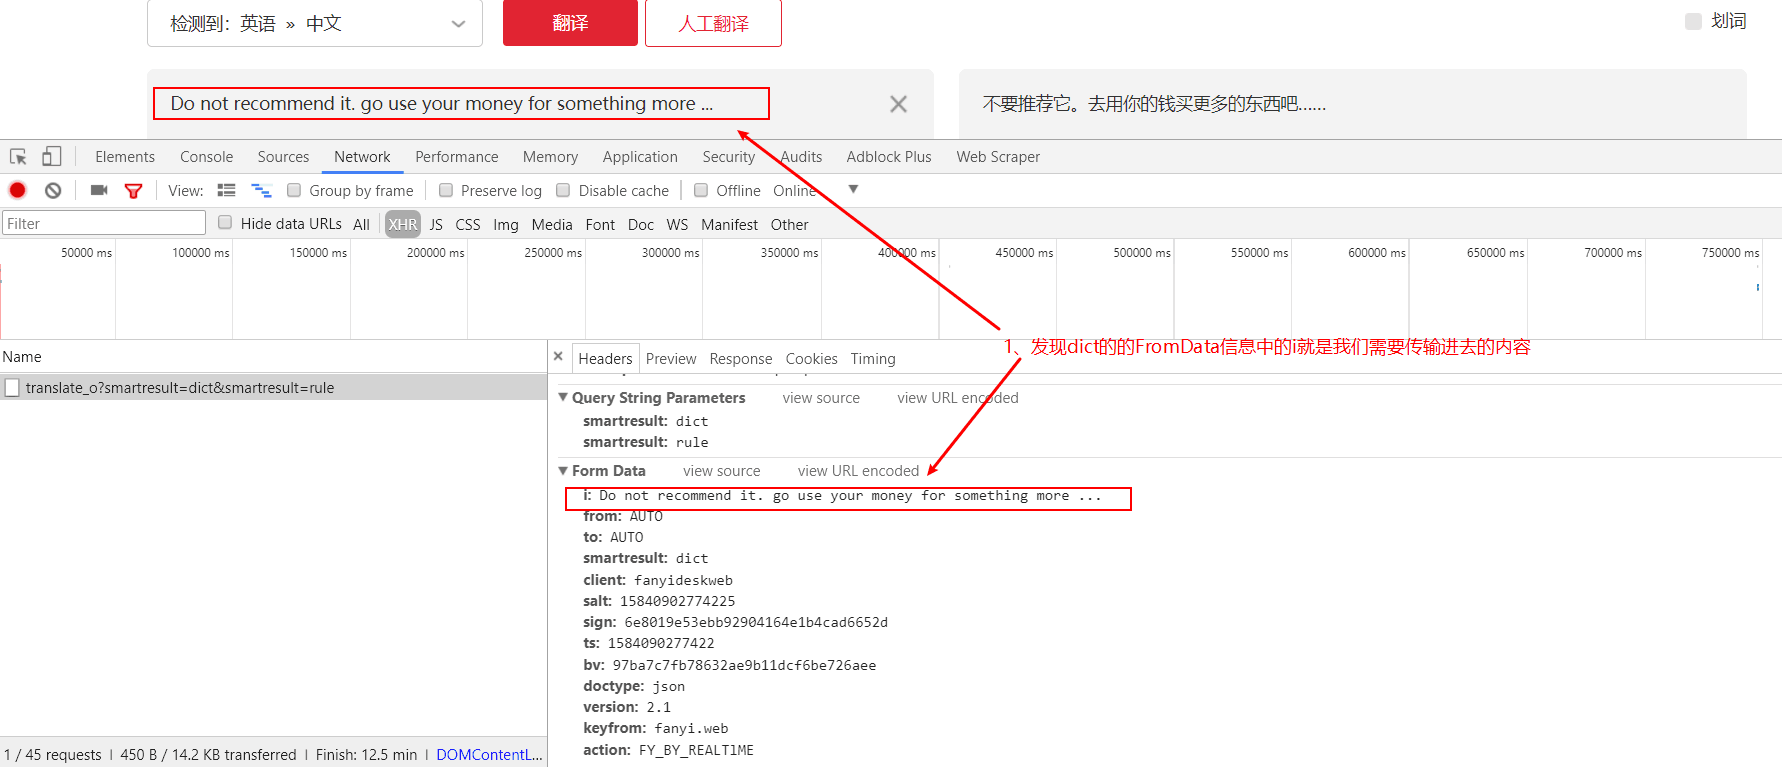 检测到：英语 » 中文
翻译
人工翻译
划词
Do not recommend it. go use your money for something more ...
不要推荐它。去用你的钱买更多的东西吧......
Elements Console Sources Network Performance Memory Application Security Audits Adblock Plus Web Scraper
View: Group by frame Preserve log Disable cache Offline Online
Filter Hide data URLs All XHR JS CSS Img Media Font Doc WS Manifest Other
50000 ms 100000 ms 150000 ms 200000 ms 250000 ms 300000 ms 350000 ms 400000 ms 450000 ms 500000 ms 550000 ms 600000 ms 650000 ms 700000 ms 750000 ms
1、发现dict的的FromData信息中的i就是我们需要传输进去的内容
Name
translate_o?smartresult=dict&smartresult=rule
Headers Preview Response Cookies Timing
Query String Parameters view source view URL encoded
smartresult: dict
smartresult: rule
Form Data view source view URL encoded
i: Do not recommend it. go use your money for something more ...
from: AUTO
to: AUTO
smartresult: dict
client: fanyideskweb
salt: 15840902774225
sign: 6e8019e53ebb92904164e1b4cad6652d
ts: 1584090277422
bv: 97ba7c7fb78632ae9b11dcf6be726aee
doctype: json
version: 2.1
keyfrom: fanyi.web
action: FY_BY_REALTlME
1 / 45 requests | 450 B / 14.2 KB transferred | Finish: 12.5 min | DOMContentL...